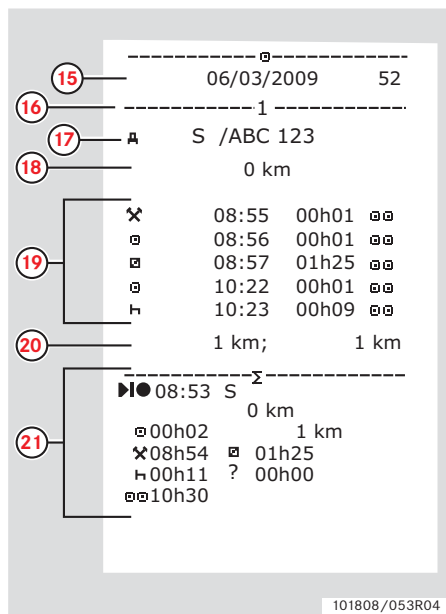 15 06/03/2009 52
16 1
17 S /ABC 123
18 0 km
19
08:55 00h01
08:56 00h01
08:57 01h25
10:22 00h01
10:23 00h09
20 1 km; 1 km
Σ
21
08:53 S
0 km
00h02 1 km
08h54 01h25
00h11 ? 00h00
10h30
101808/053R04